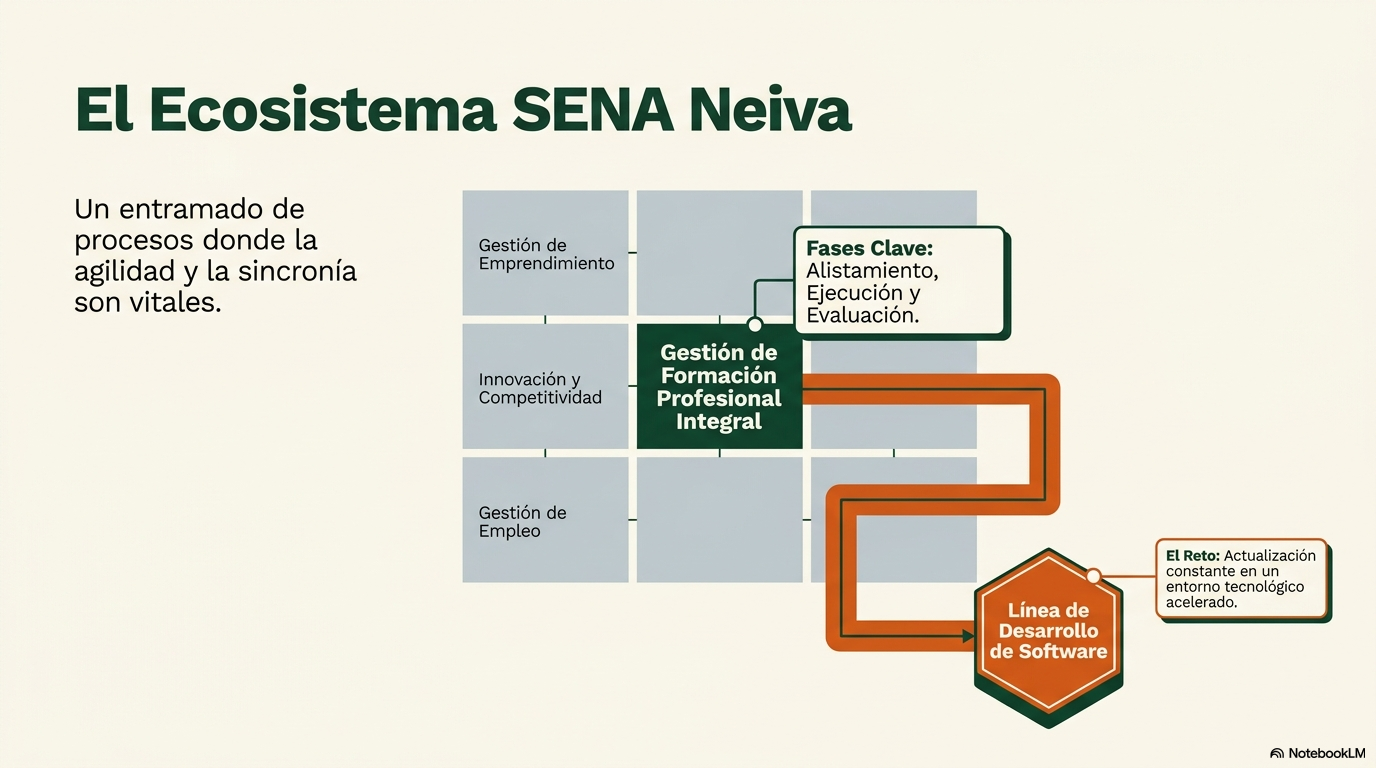 El Ecosistema SENA Neiva
Un entramado de
procesos donde la
agilidad y la sincronía
son vitales.
Gestión de
Emprendimiento
Fases Clave:
Alistamiento,
Ejecución y
Evaluación.
Innovación y
Competitividad
Gestión de
Formación
Profesional
Integral
Gestión de
Empleo
Línea de
Desarrollo
de Software
El Reto: Actualización
constante en un
entorno tecnológico
acelerado.
NotebookLM